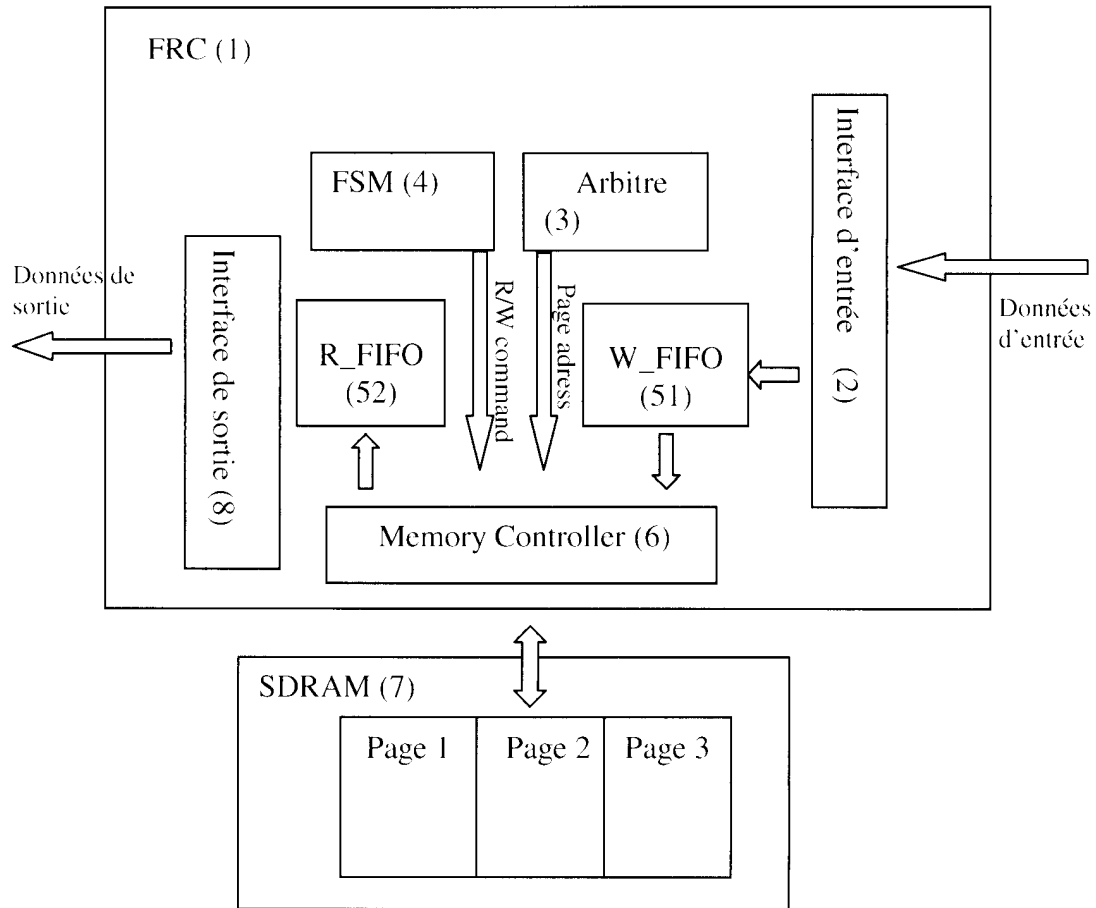 FRC (1)
FSM (4)
Arbitre
(3)
Interface d'entrée (2)
Interface de sortie (8)
Données de
sortie
R/W command
Page adress
Données
d'entrée
R_FIFO
(52)
W_FIFO
(51)
Memory Controller (6)
SDRAM (7)
Page 1
Page 2
Page 3